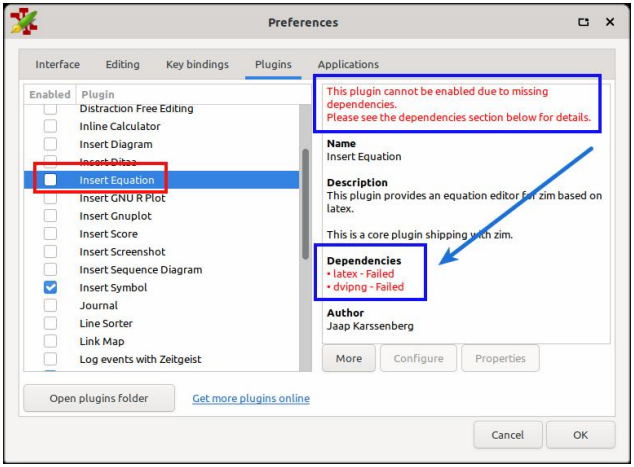 Preferences
Interface Editing Key bindings Plugins Applications
Enabled Plugin
Distraction Free Editing
Inline Calculator
Insert Diagram
Insert Ditaa
Insert Equation
Insert GNU R Plot
Insert Gnuplot
Insert Score
Insert Screenshot
Insert Sequence Diagram
Insert Symbol
Journal
Line Sorter
Link Map
Log events with Zeitgeist
This plugin cannot be enabled due to missing
dependencies.
Please see the dependencies section below for details.
Name
Insert Equation
Description
This plugin provides an equation editor for zim based on
latex.
This is a core plugin shipping with zim.
Dependencies
• latex - Failed
• dvipng - Failed
Author
Jaap Karssenberg
More Configure Properties
Open plugins folder Get more plugins online
Cancel OK